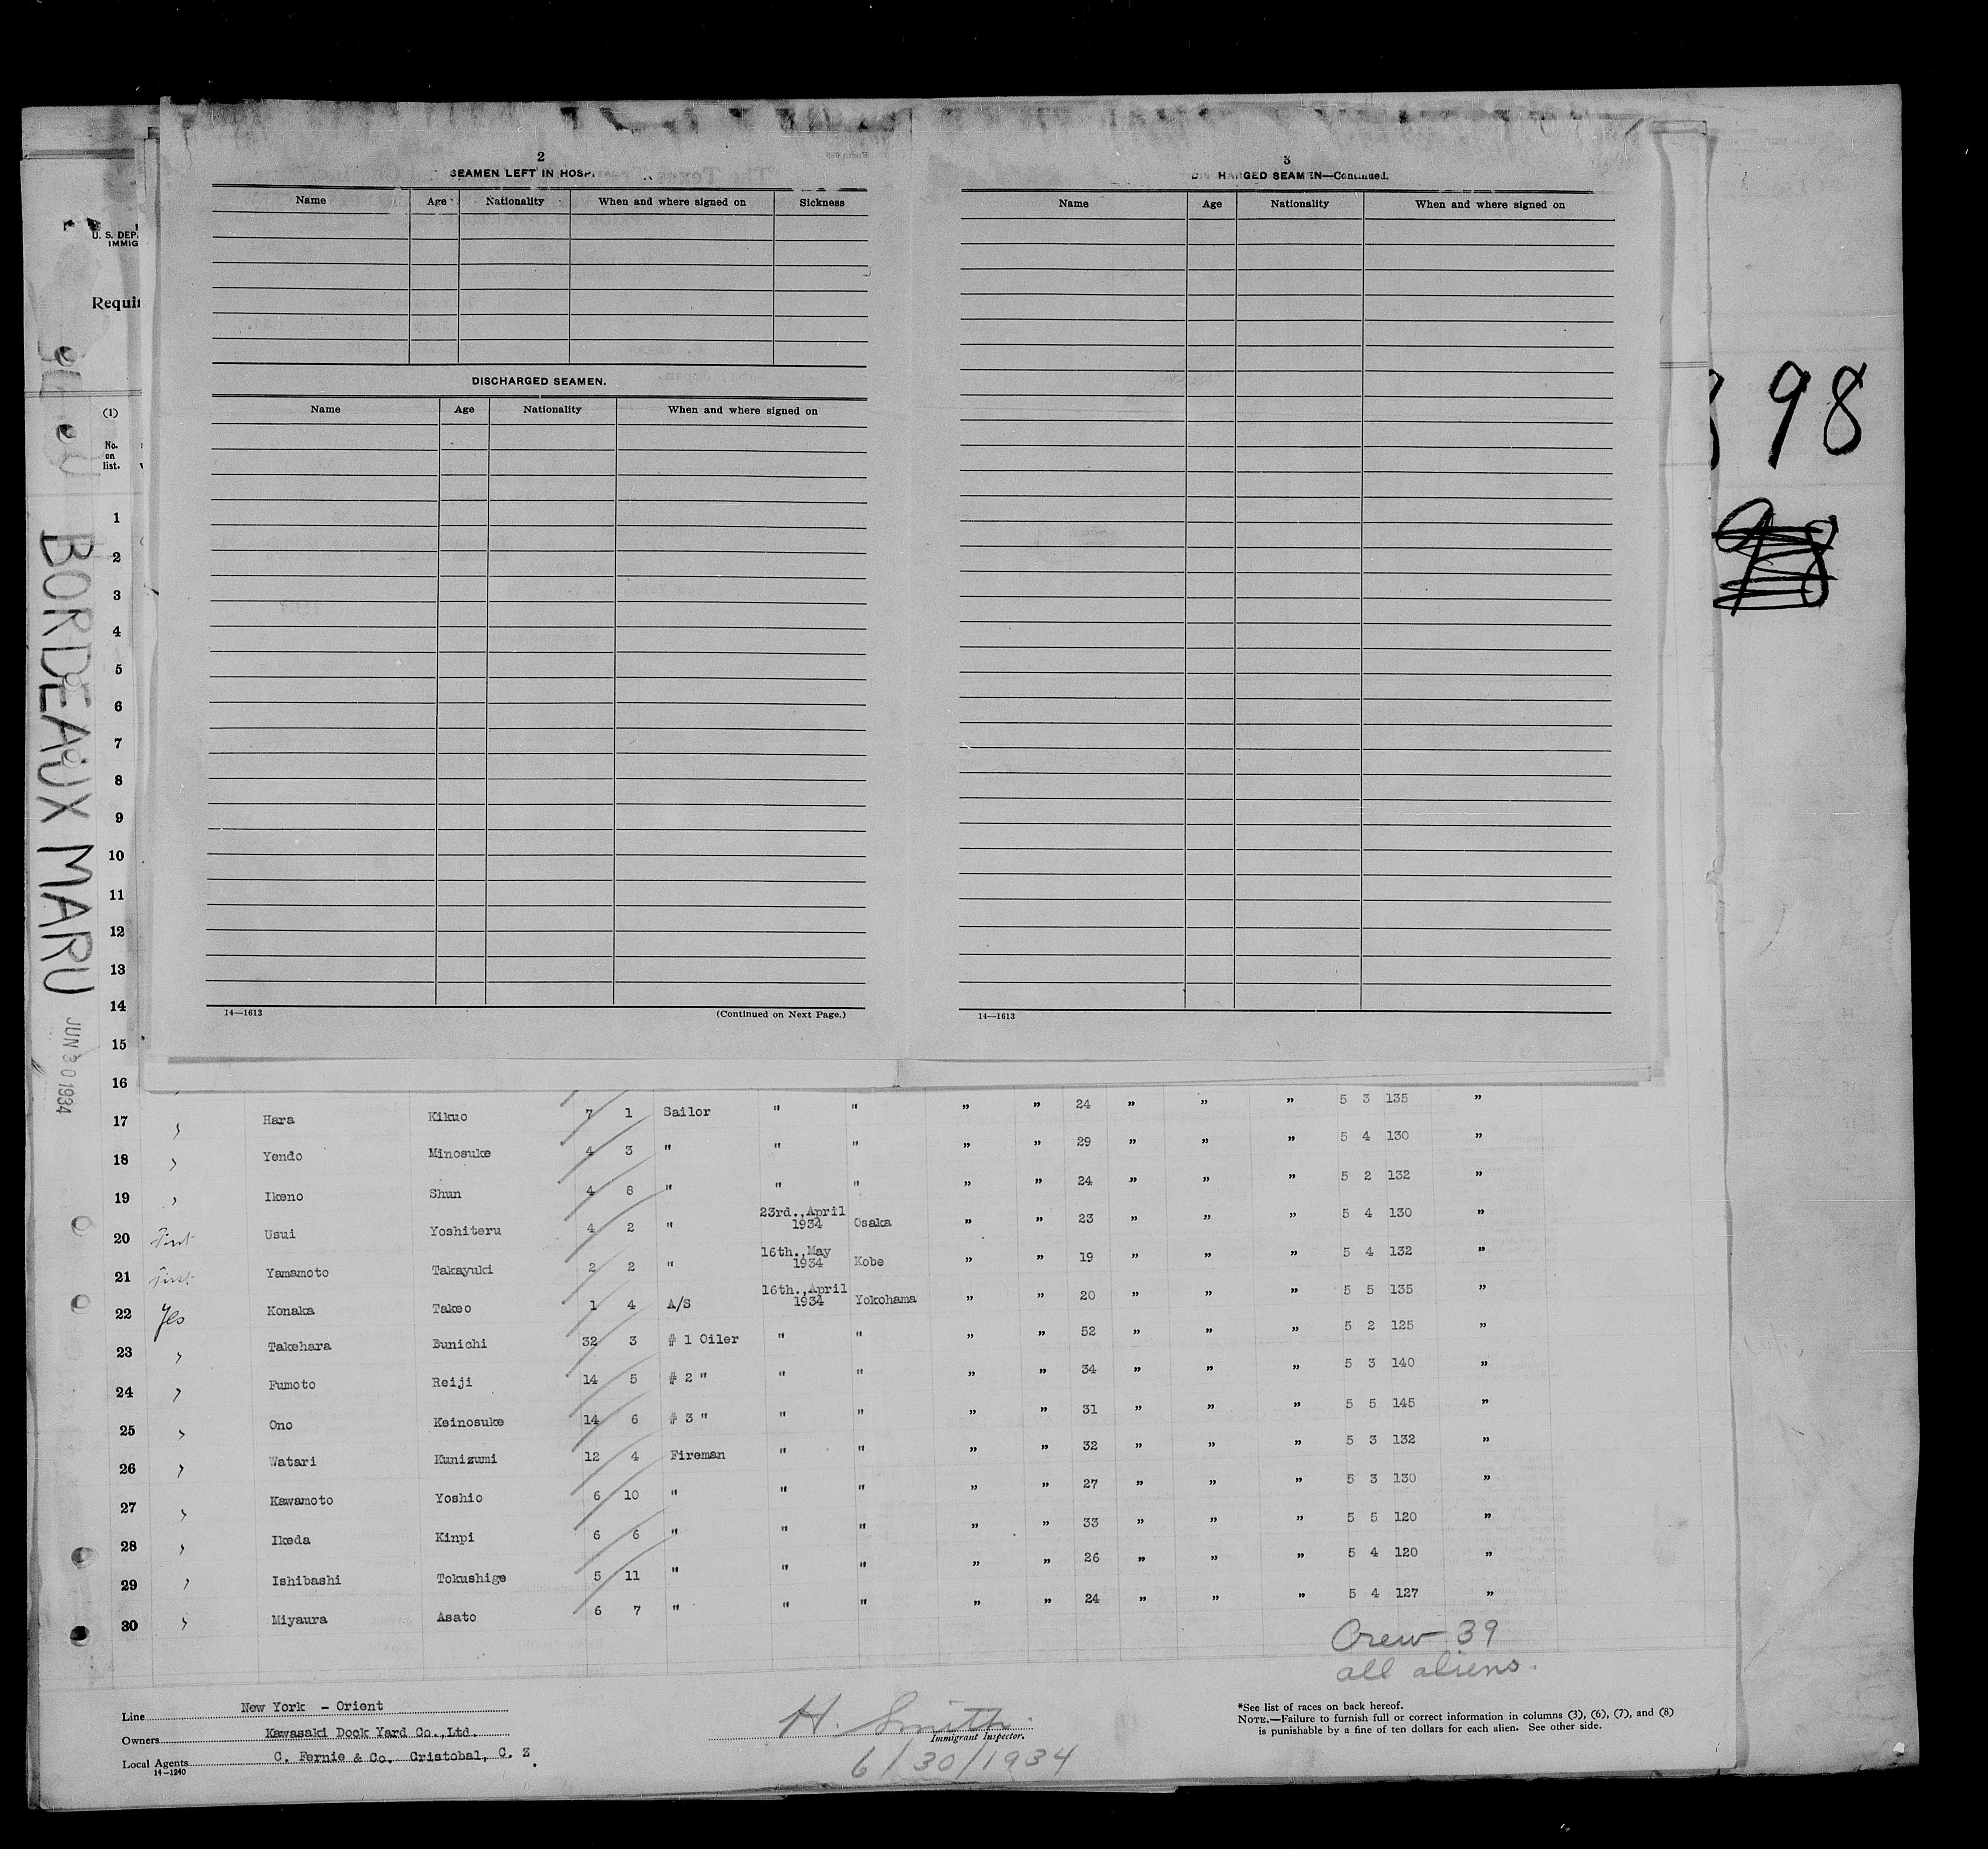 2
SEAMEN LEFT IN HOSP
Name Age Nationality When and where signed on Sickness
DISCHARGED SEAMEN.
Name Age Nationality When and where signed on
14—1613 (Continued on Next Page.)
3
HARGED SEAMEN—Continued.
Name Age Nationality When and where signed on
14—1613
98
U. S. DEP
IMMIG
Requir
(1)
No.
on
list.
BORDEAUX MARU JUN 30 1934
1
2
3
4
5
6
7
8
9
10
11
12
13
14
15
16
17 Hara Kikuo 7 1 Sailor " " " " 24 " " " 5 3 135 "
18 Yendo Minosuke 4 3 " " " " " 29 " " " 5 4 130 "
19 Ikeno Shun 4 8 " " " " " 24 " " " 5 2 132 "
20 First Usui Yoshiteru 4 2 " 23rd.,April 1934 Osaka " " 23 " " " 5 4 130 "
21 First Yamamoto Takayuki 2 2 " 16th.,May 1934 Kobe " " 19 " " " 5 4 132 "
22 Yes Konaka Takeo 1 4 A/S 16th.,April 1934 Yokohama " " 20 " " " 5 5 135 "
23 " Takehara Bunichi 32 3 # 1 Oiler " " " " 52 " " " 5 2 125 "
24 " Fumoto Reiji 14 5 # 2 " " " " " 34 " " " 5 3 140 "
25 " Ono Keinosuke 14 6 # 3 " " " " " 31 " " " 5 5 145 "
26 " Watari Kunizumi 12 4 Fireman " " " " 32 " " " 5 3 132 "
27 " Kawamoto Yoshio 6 10 " " " " " 27 " " " 5 3 130 "
28 " Ikeda Kinpi 6 6 " " " " " 33 " " " 5 5 120 "
29 " Ishibashi Tokushige 5 11 " " " " " 26 " " " 5 4 120 "
30 " Miyaura Asato 6 7 " " " " " 24 " " " 5 4 127 "
Crew 39
all aliens.
Line New York - Orient
Owners Kawasaki Dock Yard Co.,Ltd.
Local Agents C. Fernie & Co. Cristobal, C. Z.
14—1240
H. Smith
Immigrant Inspector.
6/30/1934
*See list of races on back hereof.
NOTE.—Failure to furnish full or correct information in columns (3), (6), (7), and (8)
is punishable by a fine of ten dollars for each alien. See other side.